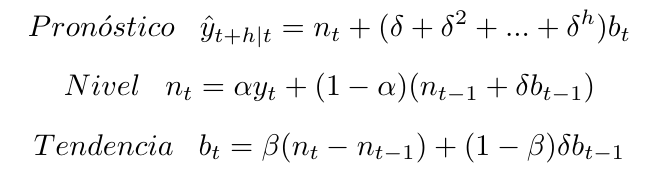 Pronóstico ŷ_{t+h|t} = n_t + (δ + δ^2 + ... + δ^h)b_t
Nivel n_t = αy_t + (1 − α)(n_{t−1} + δb_{t−1})
Tendencia b_t = β(n_t − n_{t−1}) + (1 − β)δb_{t−1}